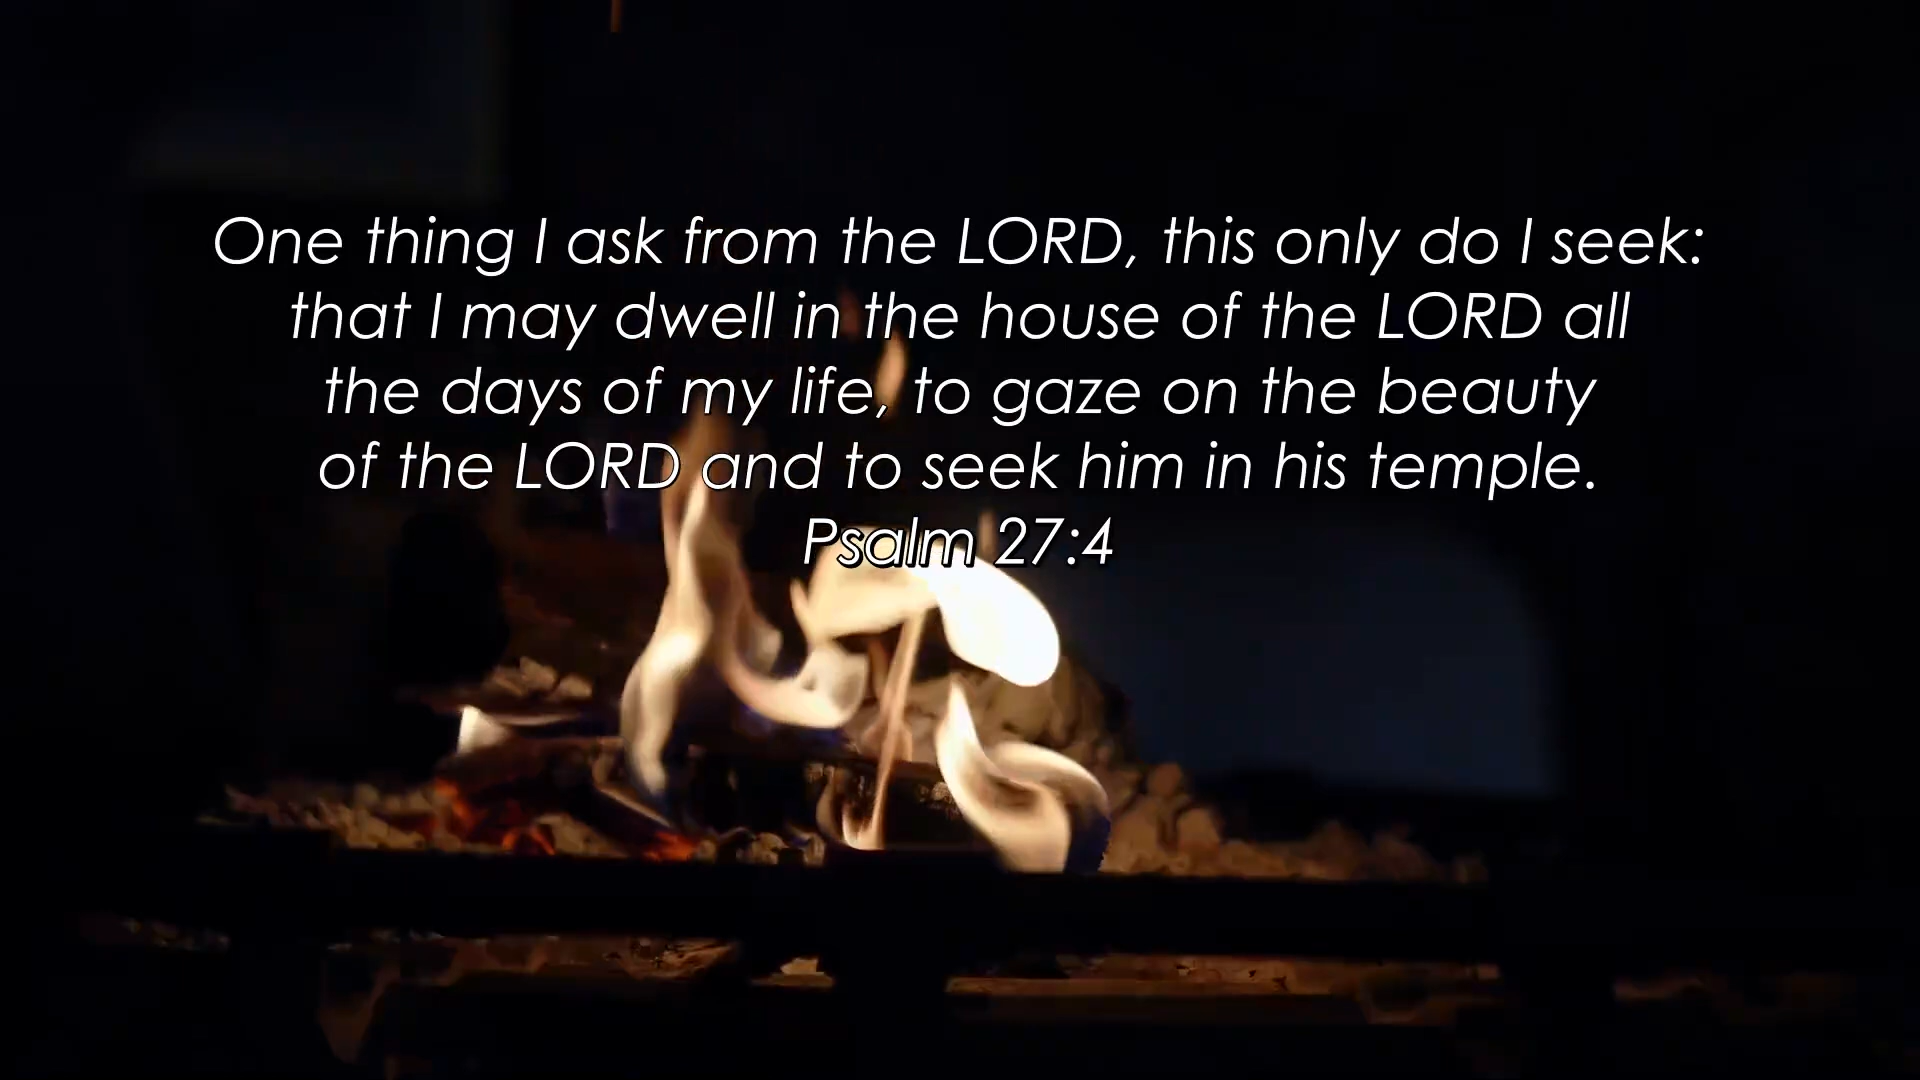 One thing I ask from the LORD, this only do I seek:
that I may dwell in the house of the LORD all
the days of my life, to gaze on the beauty
of the LORD and to seek him in his temple.
Psalm 27:4